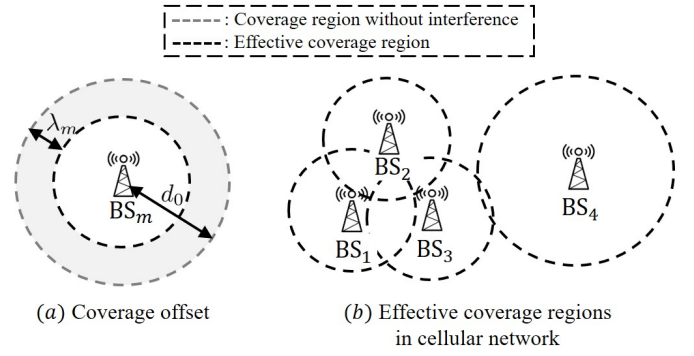 : Coverage region without interference
: Effective coverage region
λₘ
d₀
BSₘ
BS₂
BS₁
BS₃
BS₄
(a) Coverage offset
(b) Effective coverage regions
in cellular network